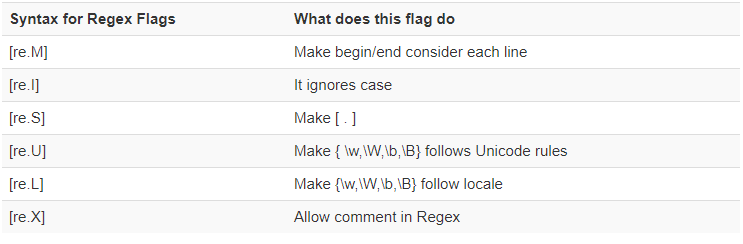 Syntax for Regex Flags What does this flag do
[re.M] Make begin/end consider each line
[re.I] It ignores case
[re.S] Make [ . ]
[re.U] Make { \w,\W,\b,\B} follows Unicode rules
[re.L] Make {\w,\W,\b,\B} follow locale
[re.X] Allow comment in Regex